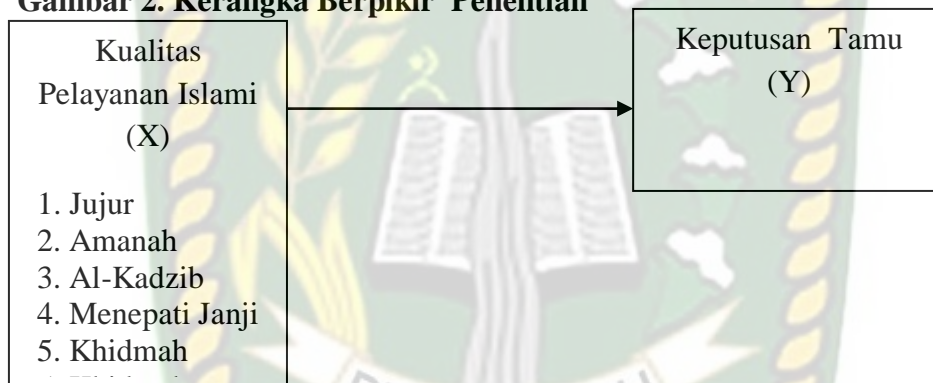 Gambar 2. Kerangka Berpikir Penelitian
Kualitas
Pelayanan Islami
(X)
1. Jujur
2. Amanah
3. Al-Kadzib
4. Menepati Janji
5. Khidmah
Keputusan Tamu
(Y)